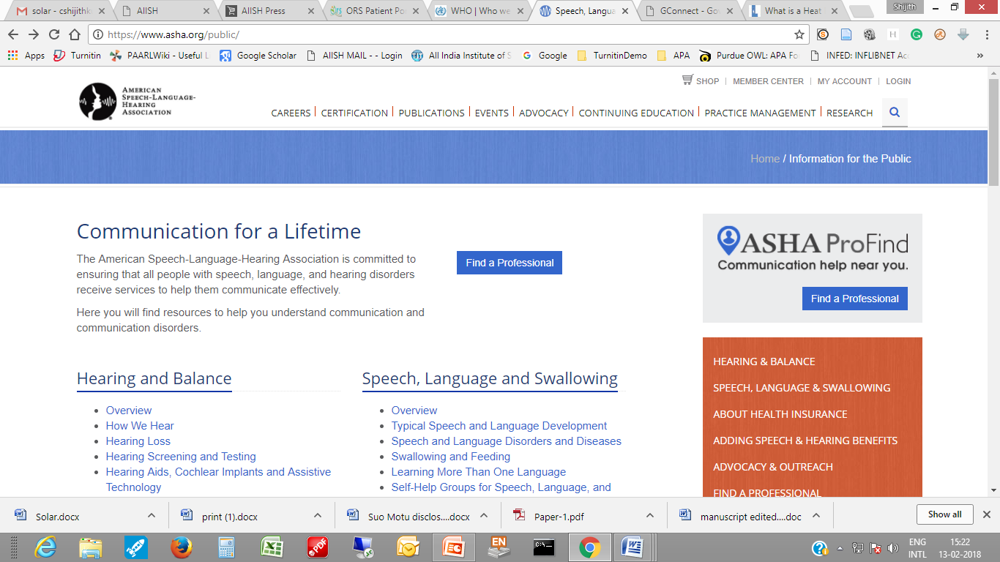 solar - cshijithk
AIISH
AIISH Press
ORS Patient Po
WHO | Who we
Speech, Langua
GConnect - Go
What is a Heat
Shijith
https://www.asha.org/public/
Apps
Turnitin
PAARLWiki - Useful L
Google Scholar
AIISH MAIL - - Login
All India Institute of S
Google
TurnitinDemo
APA
Purdue OWL: APA Fo
INFED: INFLIBNET Ac
»
AMERICAN
SPEECH-LANGUAGE-
HEARING
ASSOCIATION
SHOP | MEMBER CENTER | MY ACCOUNT | LOGIN
CAREERS | CERTIFICATION | PUBLICATIONS | EVENTS | ADVOCACY | CONTINUING EDUCATION | PRACTICE MANAGEMENT | RESEARCH
Home / Information for the Public
Communication for a Lifetime
The American Speech-Language-Hearing Association is committed to
ensuring that all people with speech, language, and hearing disorders
receive services to help them communicate effectively.
Here you will find resources to help you understand communication and
communication disorders.
Find a Professional
ASHA ProFind
Communication help near you.
Find a Professional
Hearing and Balance
• Overview
• How We Hear
• Hearing Loss
• Hearing Screening and Testing
• Hearing Aids, Cochlear Implants and Assistive
Technology
Speech, Language and Swallowing
• Overview
• Typical Speech and Language Development
• Speech and Language Disorders and Diseases
• Swallowing and Feeding
• Learning More Than One Language
• Self-Help Groups for Speech, Language, and
HEARING & BALANCE
SPEECH, LANGUAGE & SWALLOWING
ABOUT HEALTH INSURANCE
ADDING SPEECH & HEARING BENEFITS
ADVOCACY & OUTREACH
FIND A PROFESSIONAL
Solar.docx
print (1).docx
Suo Motu disclos....docx
Paper-1.pdf
manuscript edited....doc
Show all
EN
ENG
INTL
15:22
13-02-2018